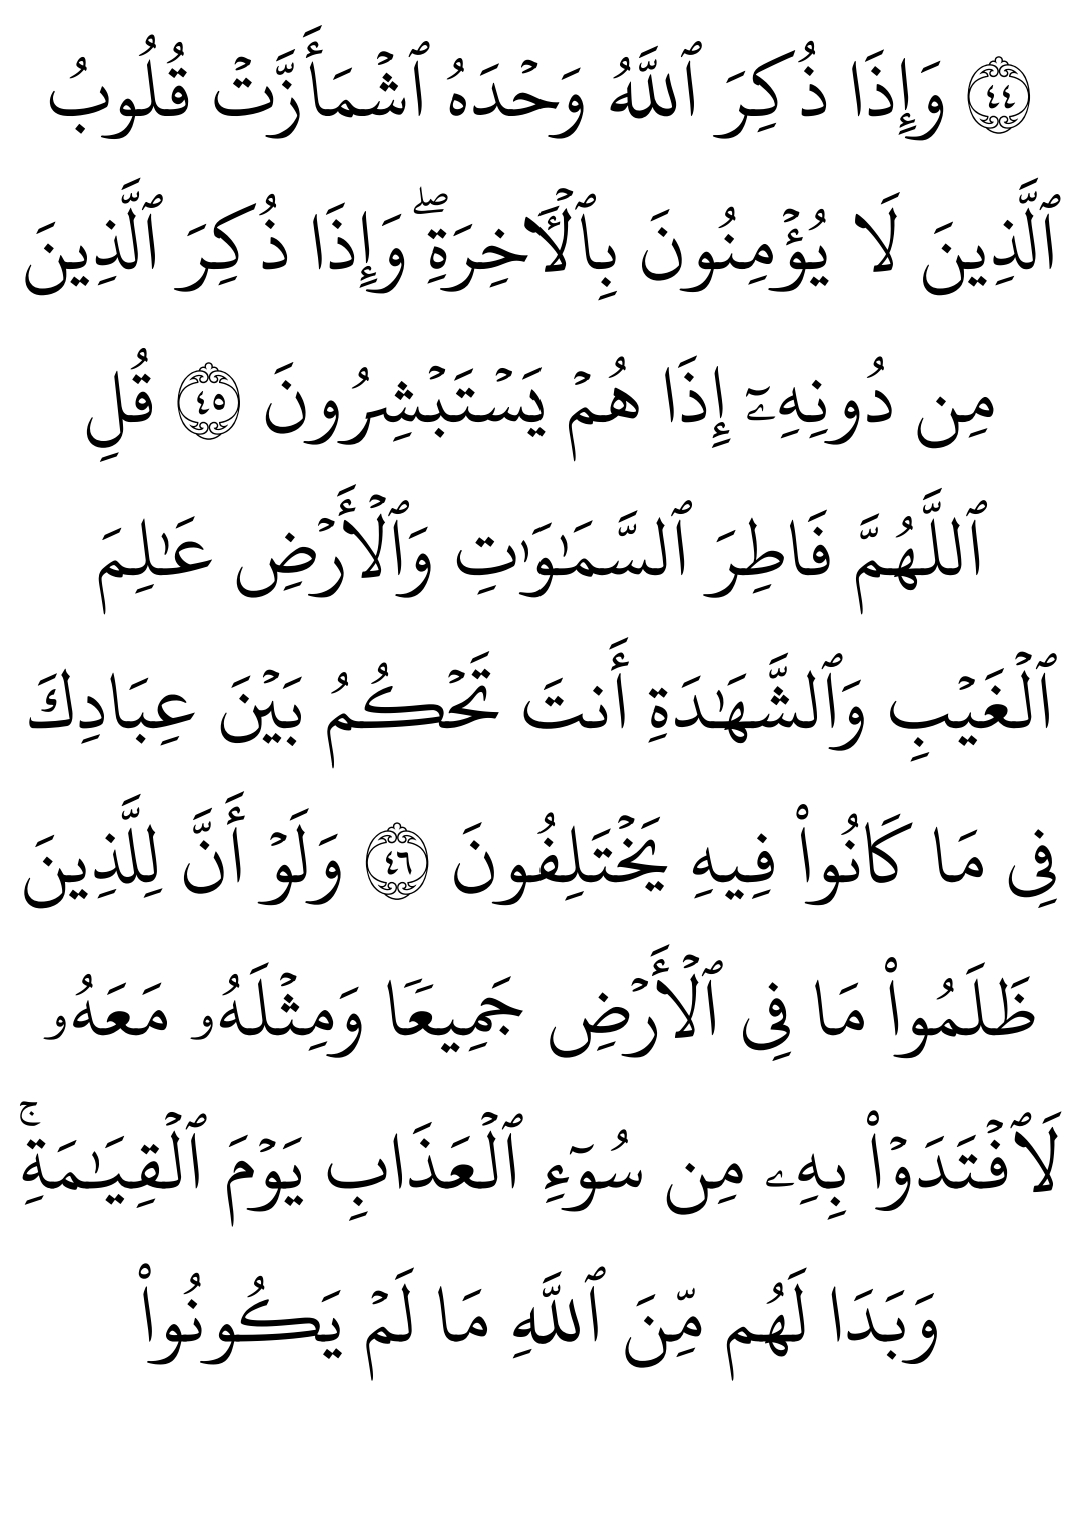 ٤٤ وَإِذَا ذُكِرَ ٱللَّهُ وَحْدَهُ ٱشْمَأَزَّتْ قُلُوبُ
ٱلَّذِينَ لَا يُؤْمِنُونَ بِٱلْـَٔاخِرَةِۖ وَإِذَا ذُكِرَ ٱلَّذِينَ
مِن دُونِهِۦٓ إِذَا هُمْ يَسْتَبْشِرُونَ ٤٥ قُلِ
ٱللَّهُمَّ فَاطِرَ ٱلسَّمَـٰوَٰتِ وَٱلْأَرْضِ عَـٰلِمَ
ٱلْغَيْبِ وَٱلشَّهَـٰدَةِ أَنتَ تَحْكُمُ بَيْنَ عِبَادِكَ
فِى مَا كَانُوا۟ فِيهِ يَخْتَلِفُونَ ٤٦ وَلَوْ أَنَّ لِلَّذِينَ
ظَلَمُوا۟ مَا فِى ٱلْأَرْضِ جَمِيعًا وَمِثْلَهُۥ مَعَهُۥ
لَٱفْتَدَوْا۟ بِهِۦ مِن سُوٓءِ ٱلْعَذَابِ يَوْمَ ٱلْقِيَـٰمَةِۚ
وَبَدَا لَهُم مِّنَ ٱللَّهِ مَا لَمْ يَكُونُوا۟